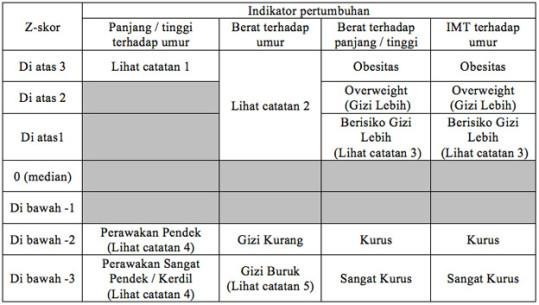 Z-skor
Indikator pertumbuhan
Panjang / tinggi
terhadap umur
Berat terhadap
umur
Berat terhadap
panjang / tinggi
IMT terhadap
umur
Di atas 3
Lihat catatan 1
Lihat catatan 2
Obesitas
Obesitas
Di atas 2
Overweight
(Gizi Lebih)
Overweight
(Gizi Lebih)
Di atas1
Berisiko Gizi
Lebih
(Lihat catatan 3)
Berisiko Gizi
Lebih
(Lihat catatan 3)
0 (median)
Di bawah -1
Di bawah -2
Perawakan Pendek
(Lihat catatan 4)
Gizi Kurang
Kurus
Kurus
Di bawah -3
Perawakan Sangat
Pendek / Kerdil
(Lihat catatan 4)
Gizi Buruk
(Lihat catatan 5)
Sangat Kurus
Sangat Kurus